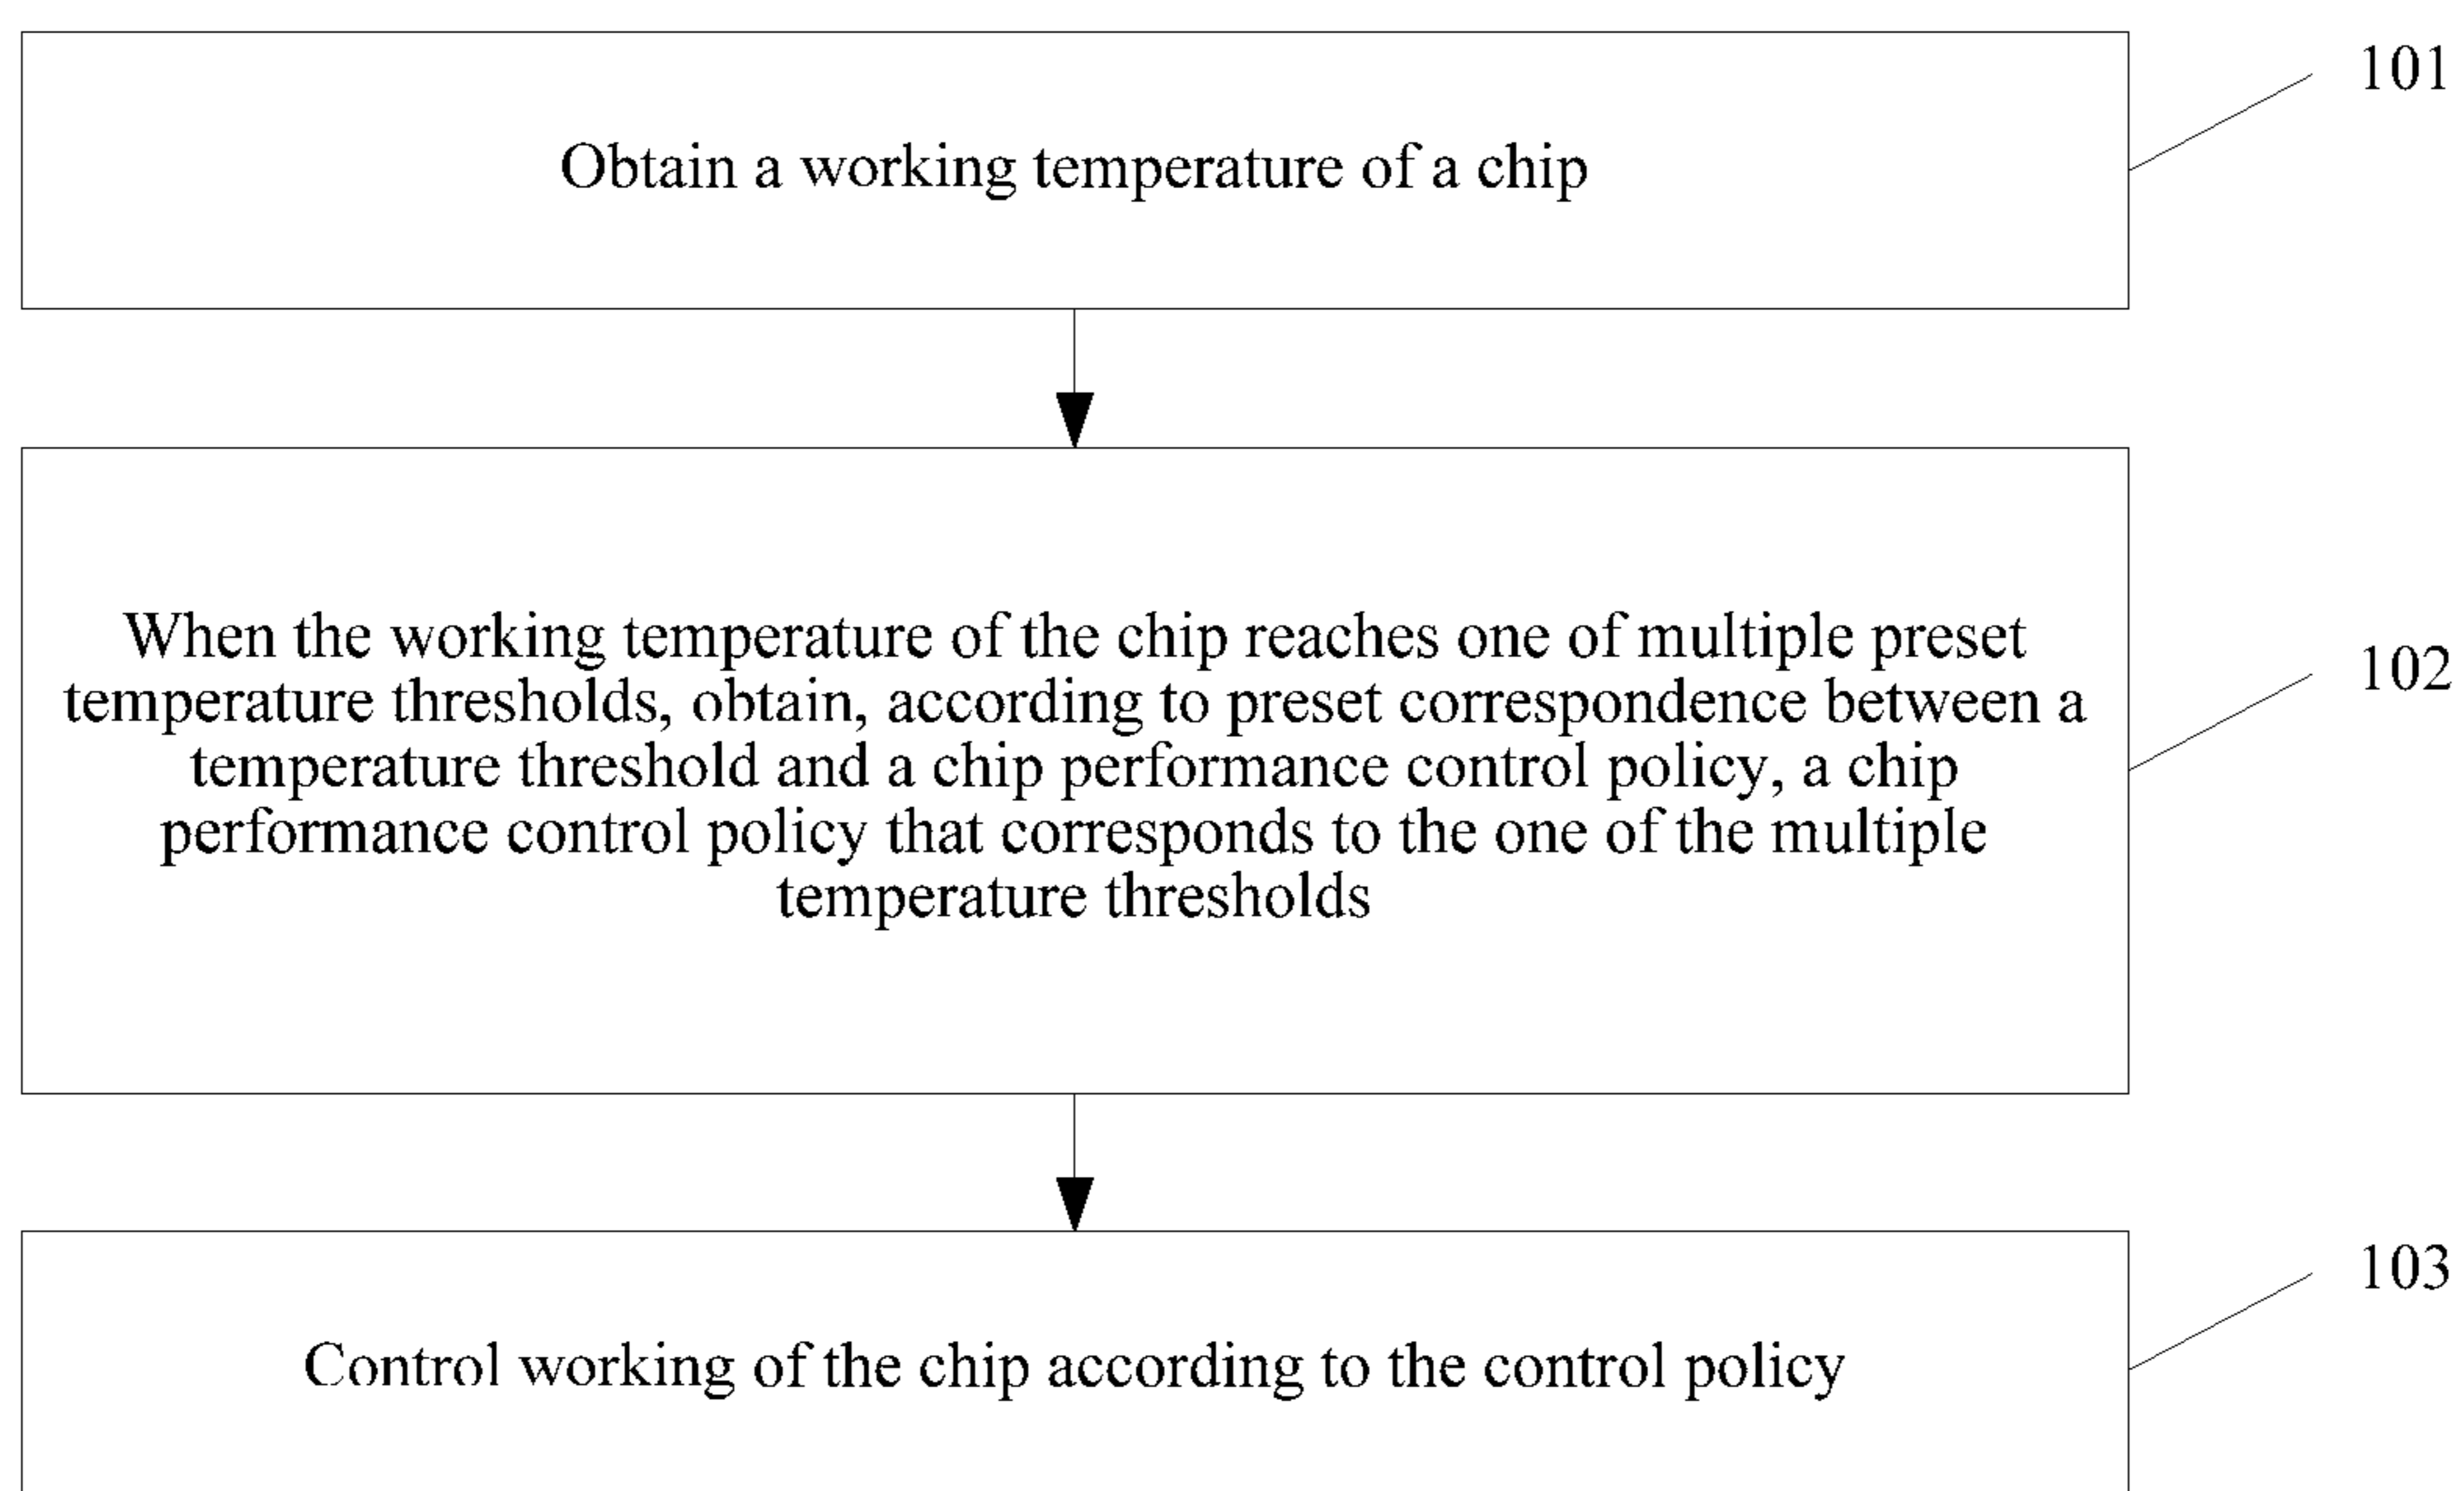 101
Obtain a working temperature of a chip
When the working temperature of the chip reaches one of multiple preset
temperature thresholds, obtain, according to preset correspondence between a
temperature threshold and a chip performance control policy, a chip
performance control policy that corresponds to the one of the multiple
temperature thresholds
102
103
Control working of the chip according to the control policy